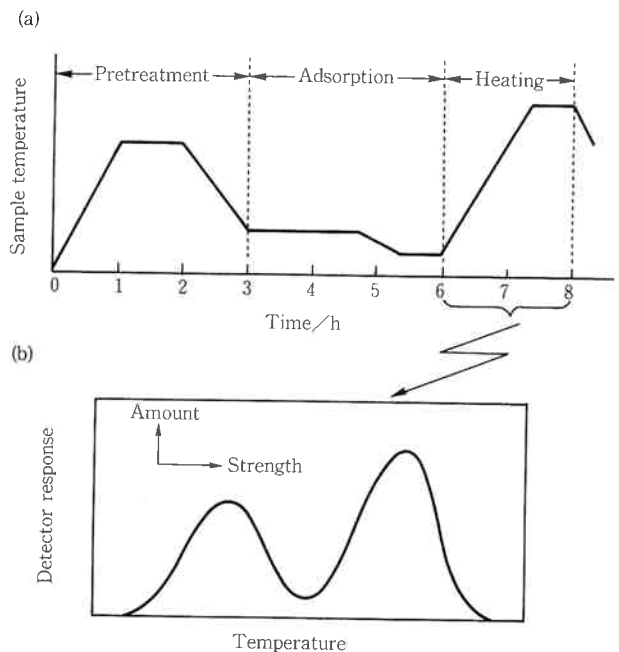 (a)
Pretreatment Adsorption Heating
Sample temperature
0 1 2 3 4 5 6 7 8
Time/h
(b)
Amount
Strength
Detector response
Temperature